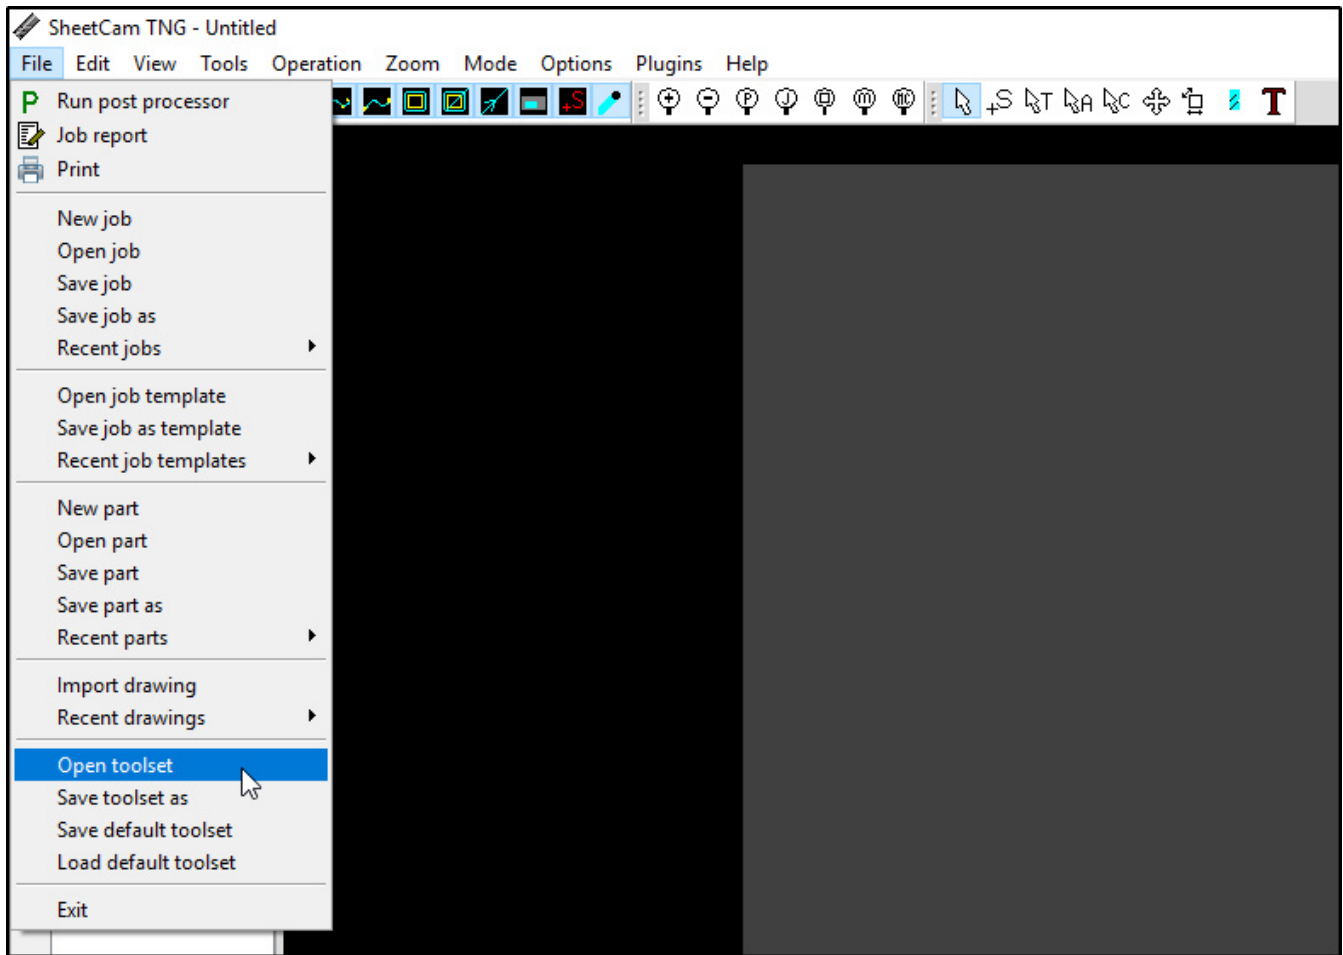 SheetCam TNG - Untitled
File Edit View Tools Operation Zoom Mode Options Plugins Help
P Run post processor
Job report
Print
New job
Open job
Save job
Save job as
Recent jobs
Open job template
Save job as template
Recent job templates
New part
Open part
Save part
Save part as
Recent parts
Import drawing
Recent drawings
Open toolset
Save toolset as
Save default toolset
Load default toolset
Exit
+S + - P J m MC +S T A C T